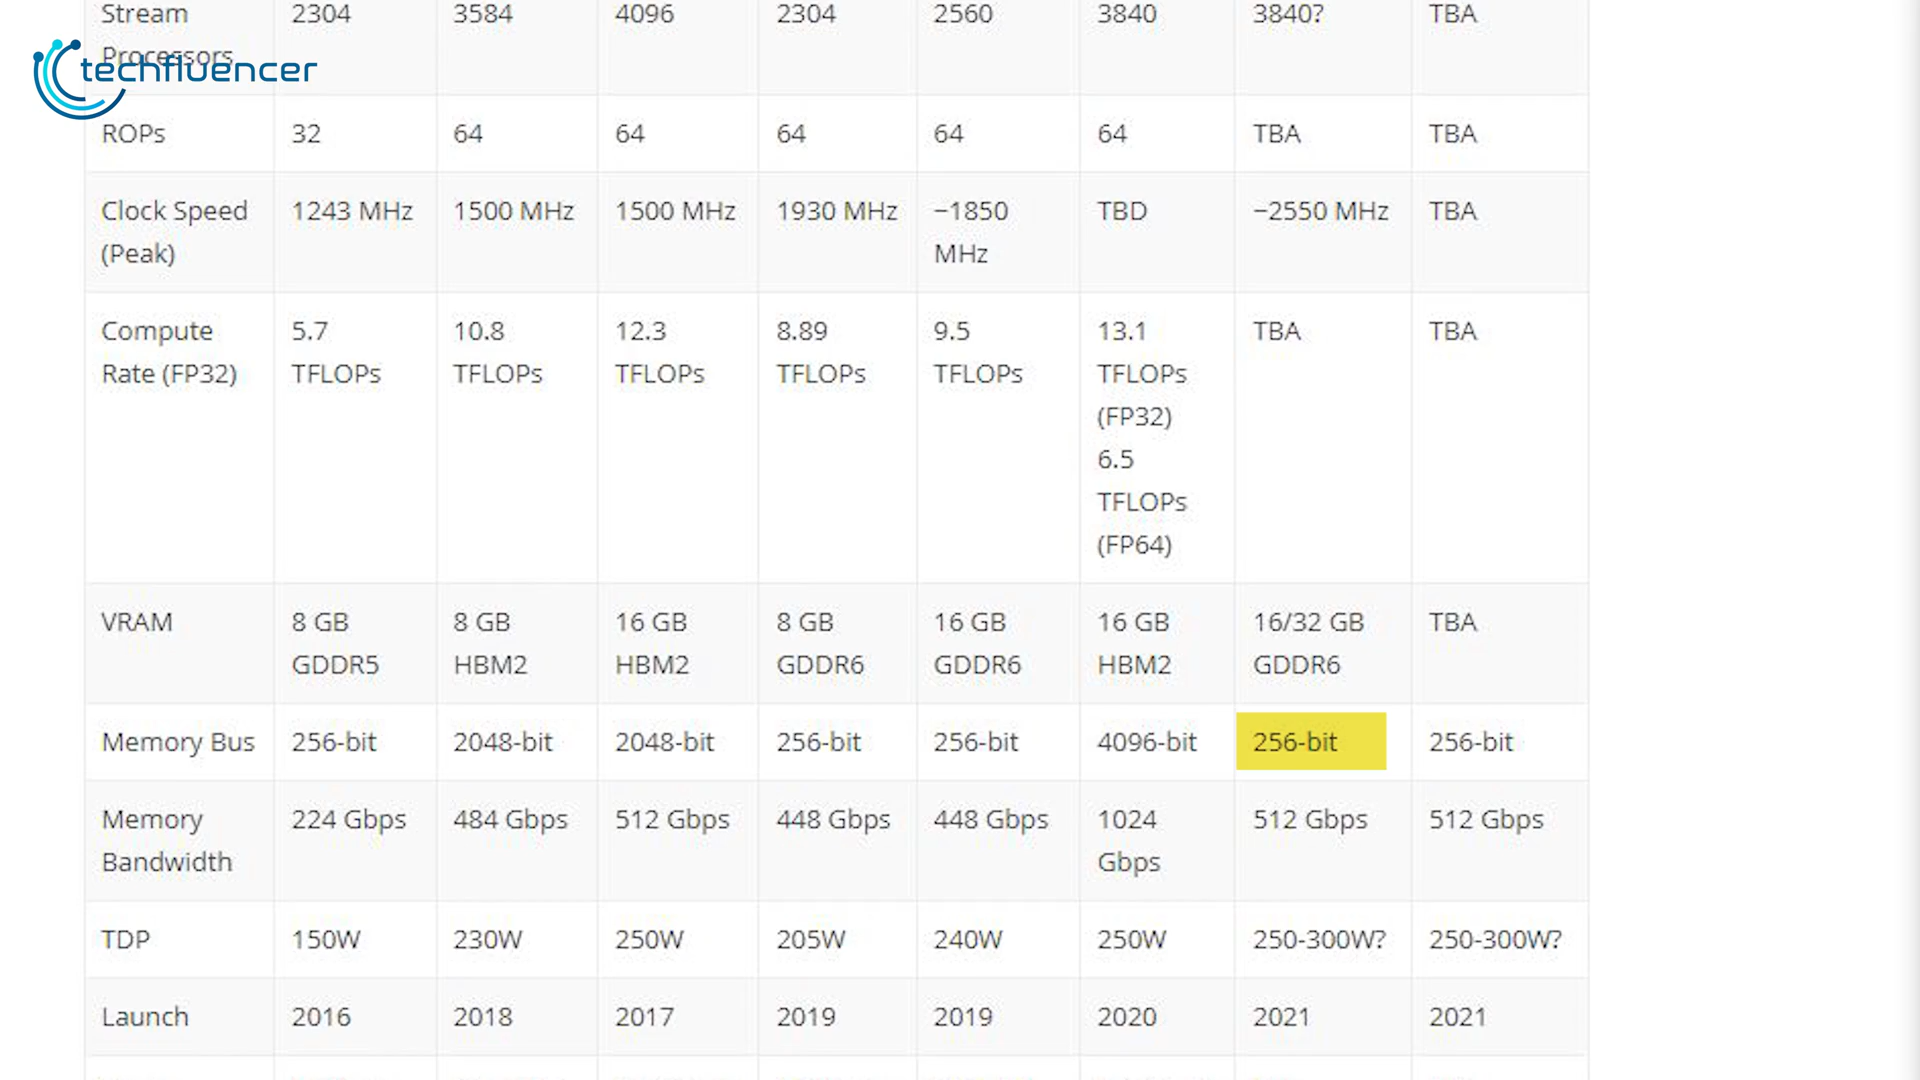 Stream 2304 3584 4096 2304 2560 3840 3840? TBA
Processors
techfluencer
ROPs 32 64 64 64 64 64 TBA TBA
Clock Speed 1243 MHz 1500 MHz 1500 MHz 1930 MHz ~1850 TBD ~2550 MHz TBA
(Peak) MHz
Compute 5.7 10.8 12.3 8.89 9.5 13.1 TBA TBA
Rate (FP32) TFLOPs TFLOPs TFLOPs TFLOPs TFLOPs TFLOPs
(FP32)
6.5
TFLOPs
(FP64)
VRAM 8 GB 8 GB 16 GB 8 GB 16 GB 16 GB 16/32 GB TBA
GDDR5 HBM2 HBM2 GDDR6 GDDR6 HBM2 GDDR6
Memory Bus 256-bit 2048-bit 2048-bit 256-bit 256-bit 4096-bit 256-bit 256-bit
Memory 224 Gbps 484 Gbps 512 Gbps 448 Gbps 448 Gbps 1024 512 Gbps 512 Gbps
Bandwidth Gbps
TDP 150W 230W 250W 205W 240W 250W 250-300W? 250-300W?
Launch 2016 2018 2017 2019 2019 2020 2021 2021